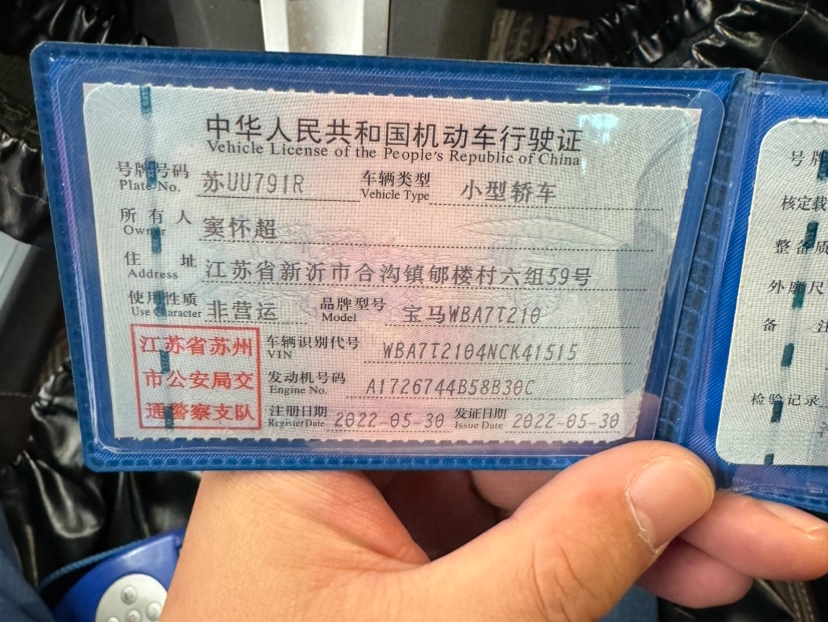 中华人民共和国机动车行驶证
Vehicle License of the People's Republic of China
号牌号码 Plate No. 苏UU791R 车辆类型 Vehicle Type 小型轿车
所有人 Owner 窦怀超
住址 Address 江苏省新沂市合沟镇郇楼村六组59号
使用性质 Use Character 非营运 品牌型号 Model 宝马WBA7T210
江苏省苏州
市公安局交
通警察支队
车辆识别代号 VIN WBA7T2104NCK41515
发动机号码 Engine No. A1726744B58B30C
注册日期 Register Date 2022-05-30 发证日期 Issue Date 2022-05-30
号牌
核定载
整备质
外廓尺
备 注
检验记录